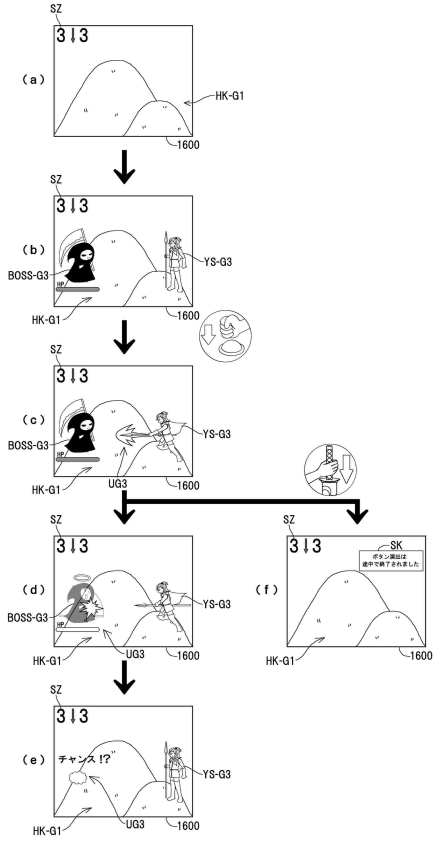 SZ
3↓3
(a)
HK-G1
1600
SZ
3↓3
(b)
YS-G3
BOSS-G3
HP
HK-G1
1600
SZ
3↓3
(c)
YS-G3
BOSS-G3
HP
HK-G1
UG3
1600
SZ
3↓3
(d)
YS-G3
BOSS-G3
HP
HK-G1
UG3
1600
SZ
3↓3
SK
ボタン演出は
途中で終了されました
(f)
HK-G1
1600
SZ
3↓3
(e)
チャンス!?
YS-G3
HK-G1
UG3
1600